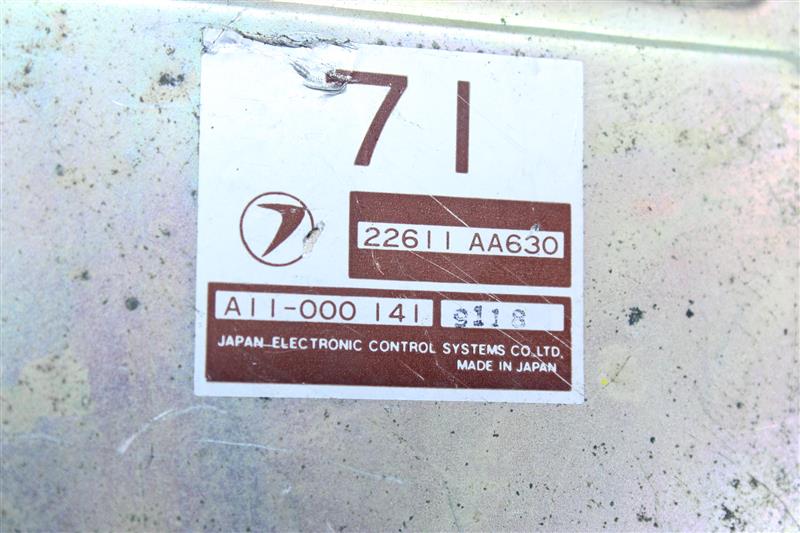 71
22611 AA630
A11-000 141 9118
JAPAN ELECTRONIC CONTROL SYSTEMS CO., LTD.
MADE IN JAPAN